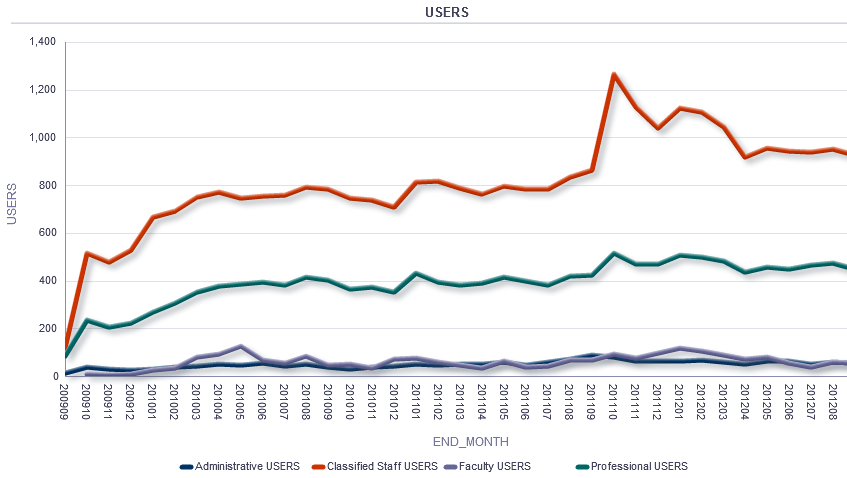 USERS
1,400
1,200
1,000
800
600
400
200
0
USERS
200909 200910 200911 200912 201001 201002 201003 201004 201005 201006 201007 201008 201009 201010 201011 201012 201101 201102 201103 201104 201105 201106 201107 201108 201109 201110 201111 201112 201201 201202 201203 201204 201205 201206 201207 201208
END_MONTH
Administrative USERS Classified Staff USERS Faculty USERS Professional USERS